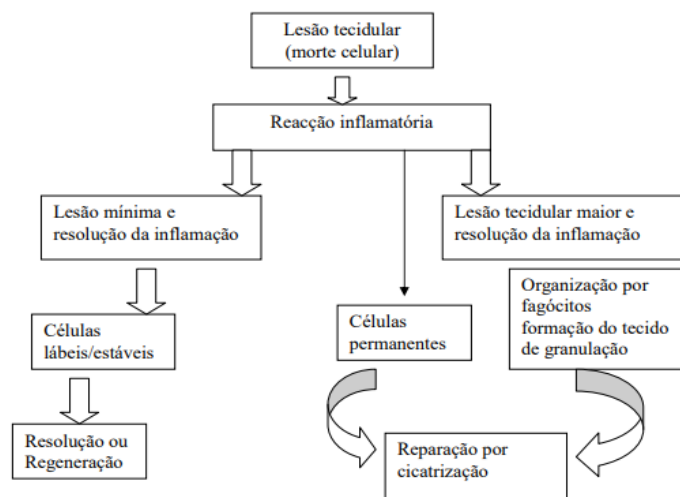 Lesão tecidular
(morte celular)
Reacção inflamatória
Lesão mínima e
resolução da inflamação
Lesão tecidular maior e
resolução da inflamação
Células
lábeis/estáveis
Células
permanentes
Organização por
fagócitos
formação do tecido
de granulação
Resolução ou
Regeneração
Reparação por
cicatrização